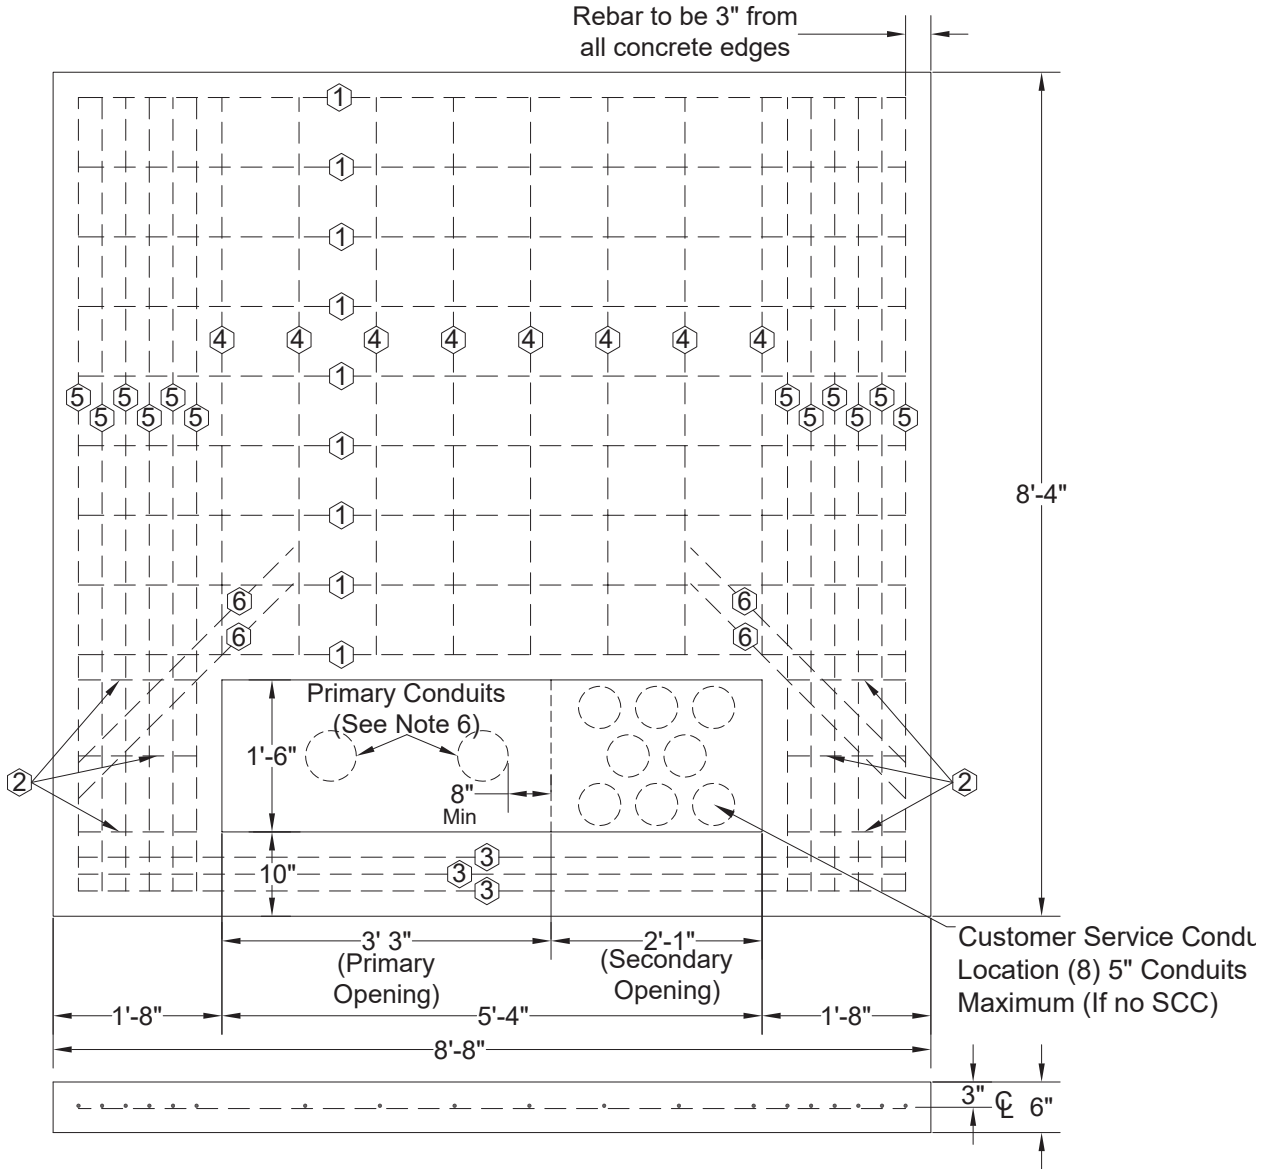 Rebar to be 3" from
all concrete edges
1
1
1
1
4 4 4 4 4 4 4 4
1
5 5 5 5 5 5
5 5 5 5 5 5
1
8'-4"
1
1
6 6
6 6
1
Primary Conduits
(See Note 6)
1'-6"
2
2
8"
Min
3
10"
3
3
3' 3"
(Primary
Opening)
2'-1"
(Secondary
Opening)
Customer Service
Location (8) 5" Conduits
Maximum (If no SCC)
1'-8"
5'-4"
1'-8"
8'-8"
3" ℄ 6"